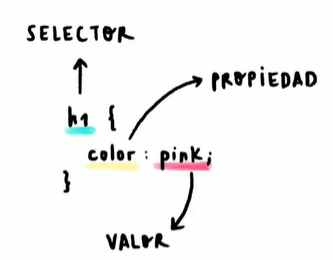 SELECTOR
PROPIEDAD
h1 {
color : pink;
}
VALOR